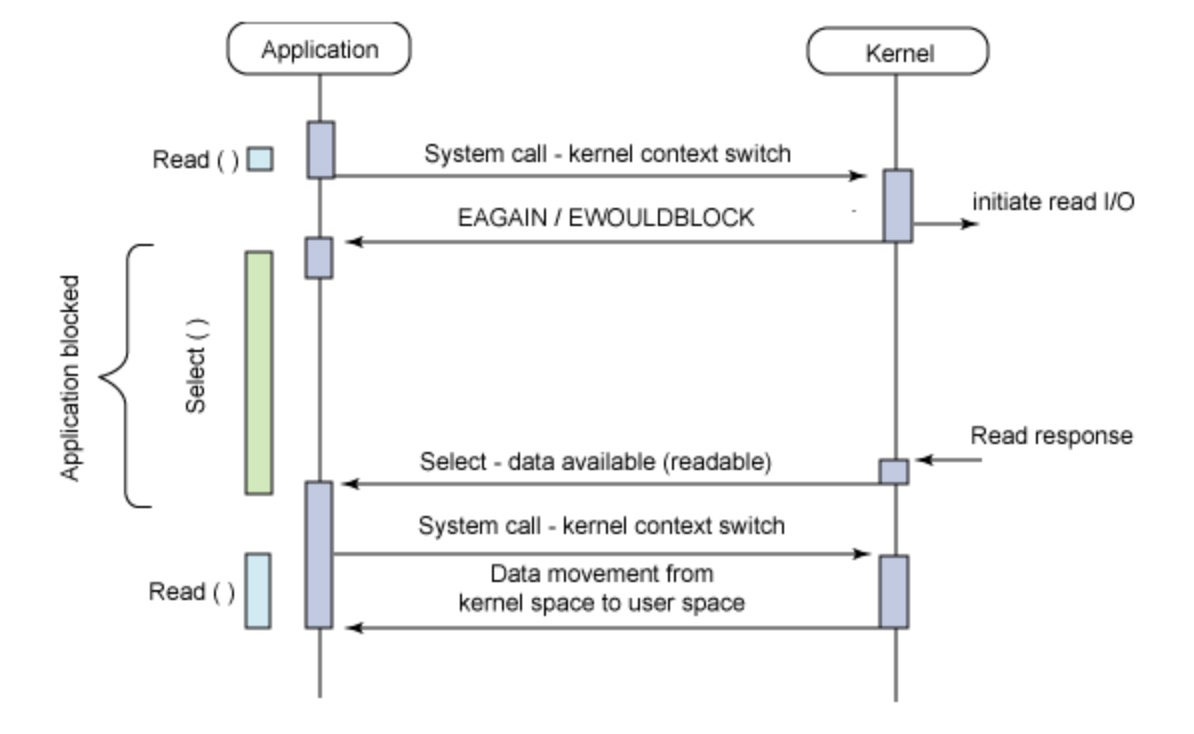 Application
Kernel
Read ( )
System call - kernel context switch
initiate read I/O
EAGAIN / EWOULDBLOCK
Application blocked
Select ( )
Read response
Select - data available (readable)
System call - kernel context switch
Read ( )
Data movement from
kernel space to user space